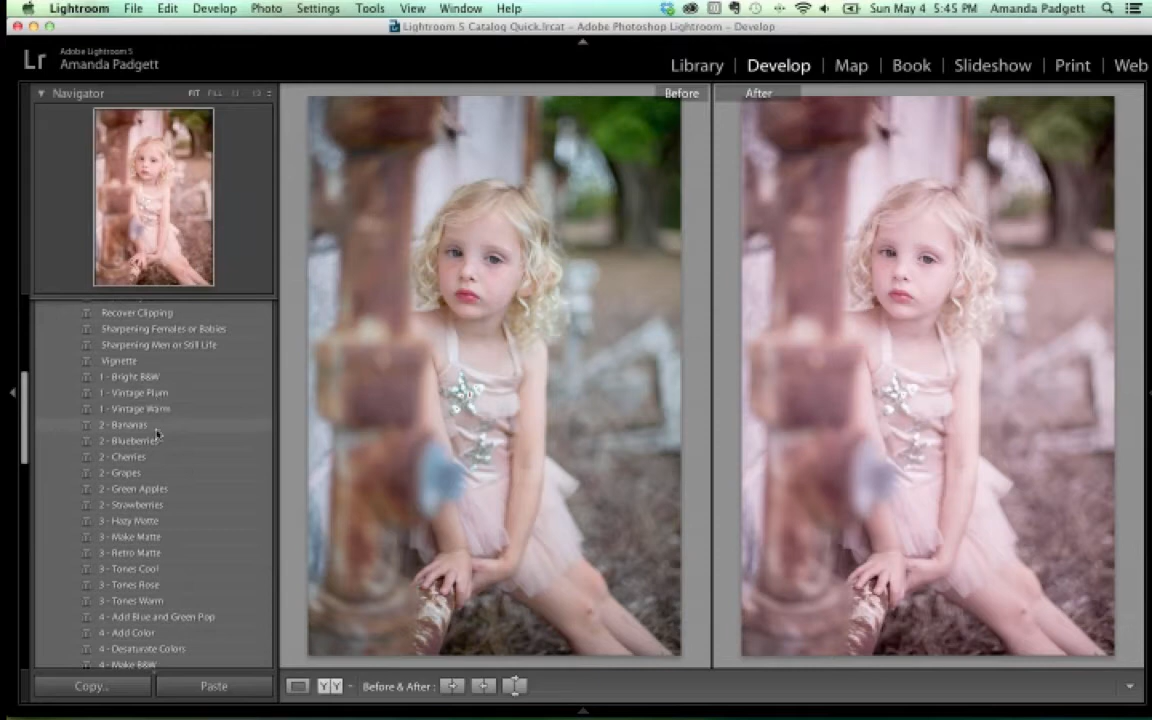 Lightroom File Edit Develop Photo Settings Tools View Window Help Sun May 4 5:45 PM Amanda Padgett
Lightroom 5 Catalog Quick.lrcat - Adobe Photoshop Lightroom - Develop
Lr Adobe Lightroom 5
Amanda Padgett
Library | Develop | Map | Book | Slideshow | Print | Web
Navigator FIT FILL
Before After
Recover Clipping
Sharpening Females or Babies
Sharpening Men or Still Life
Vignette
1 - Bright B&W
1 - Vintage Plum
1 - Vintage Warm
2 - Bananas
2 - Blueberries
2 - Cherries
2 - Grapes
2 - Green Apples
2 - Strawberries
3 - Hazy Matte
3 - Make Matte
3 - Retro Matte
3 - Tones Cool
3 - Tones Rose
3 - Tones Warm
4 - Add Blue and Green Pop
4 - Add Color
4 - Desaturate Colors
4 - Make B&W
Copy... Paste YY Before & After :